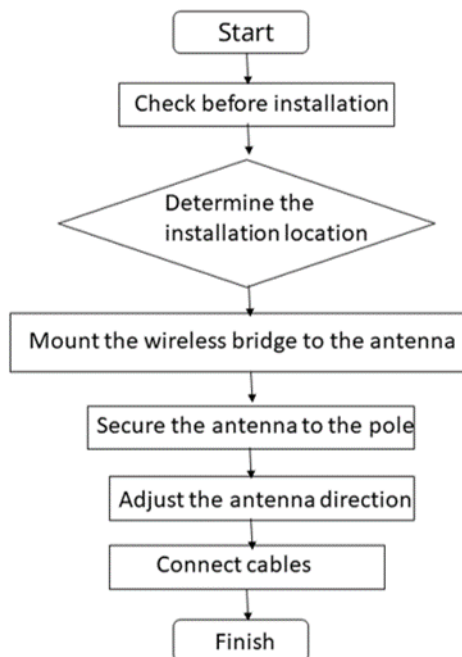 Start
Check before installation
Determine the
installation location
Mount the wireless bridge to the antenna
Secure the antenna to the pole
Adjust the antenna direction
Connect cables
Finish